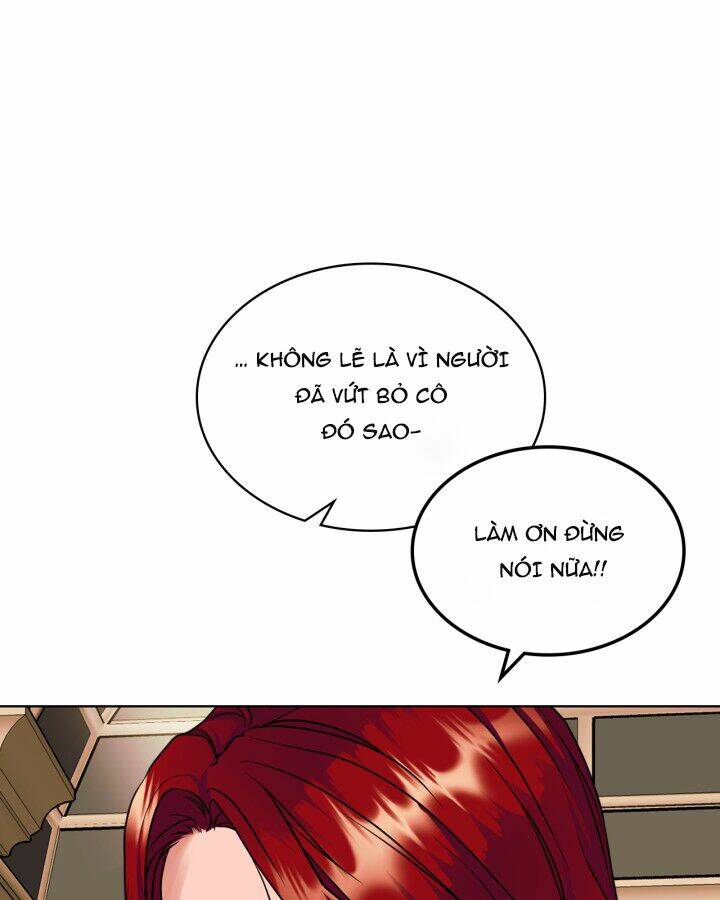 ... KHÔNG LẼ LÀ VÌ NGƯỜI
ĐÃ VỨT BỎ CÔ
ĐÓ SAO-
LÀM ƠN ĐỪNG
NÓI NỮA!!